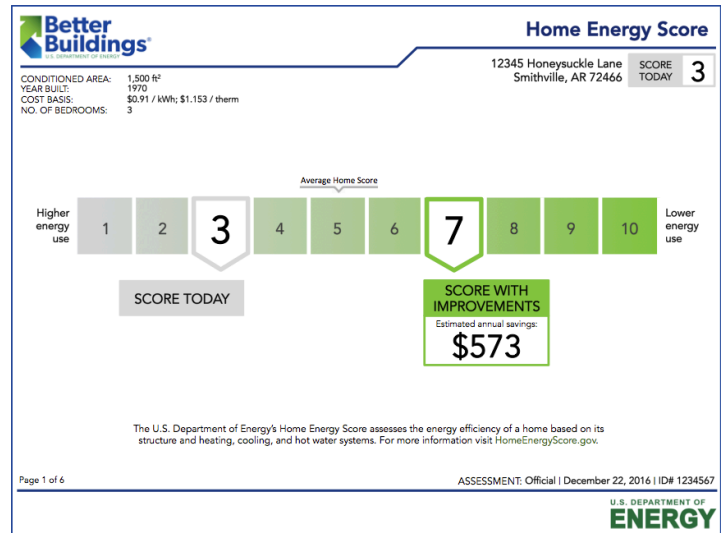 Better
Buildings®
U.S. DEPARTMENT OF ENERGY
Home Energy Score
12345 Honeysuckle Lane
Smithville, AR 72466
SCORE
TODAY
3
CONDITIONED AREA: 1,500 ft²
YEAR BUILT: 1970
COST BASIS: $0.91 / kWh; $1.153 / therm
NO. OF BEDROOMS: 3
Average Home Score
Higher
energy
use
1 2 3 4 5 6 7 8 9 10
Lower
energy
use
SCORE TODAY
SCORE WITH
IMPROVEMENTS
Estimated annual savings:
$573
The U.S. Department of Energy's Home Energy Score assesses the energy efficiency of a home based on its
structure and heating, cooling, and hot water systems. For more information visit HomeEnergyScore.gov.
Page 1 of 6
ASSESSMENT: Official | December 22, 2016 | ID# 1234567
U.S. DEPARTMENT OF
ENERGY